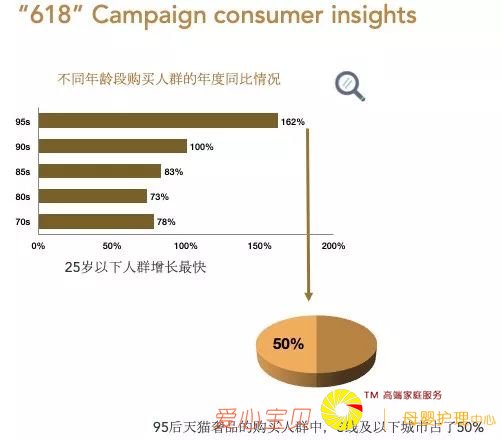 “618” Campaign consumer insights
不同年龄段购买人群的年度同比情况
95s 162%
90s 100%
85s 83%
80s 73%
70s 78%
0% 50% 100% 150% 200%
25岁以下人群增长最快
50%
TM 高端家庭服务
爱心宝贝 母婴护理中心
95后天猫奢品的购买人群中，3线及以下城市占了50%